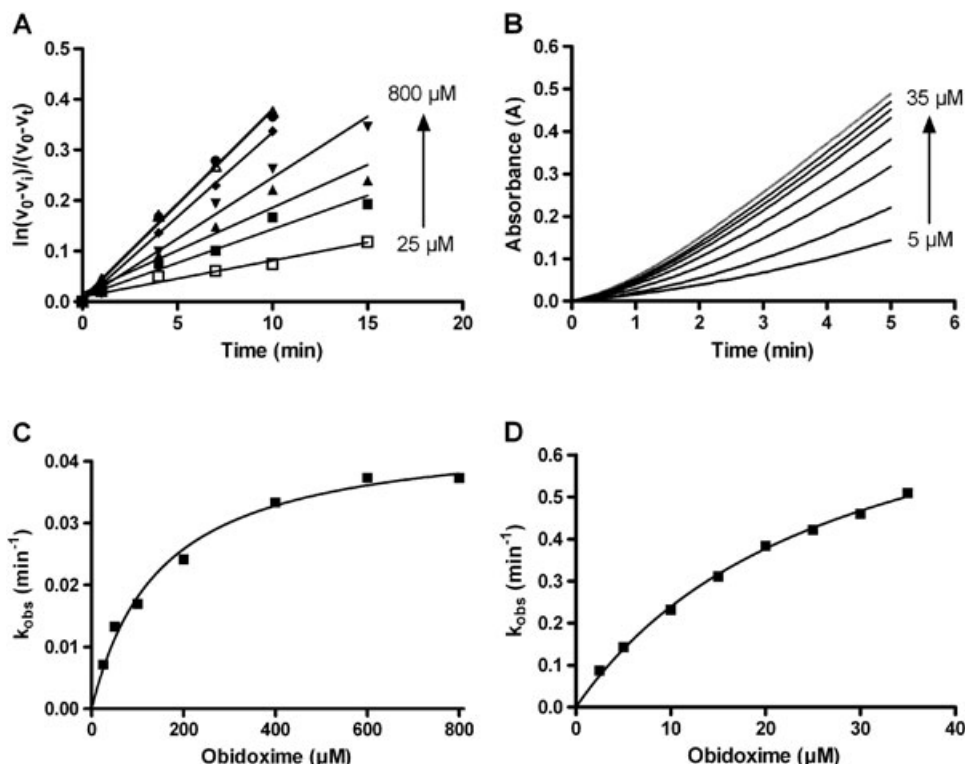 A
ln(v₀-vᵢ)/(v₀-vₜ)
0.5
0.4
0.3
0.2
0.1
0.0
0
5
10
15
20
Time (min)
800 µM
25 µM
B
Absorbance (A)
0.6
0.5
0.4
0.3
0.2
0.1
0.0
0
1
2
3
4
5
6
Time (min)
35 µM
5 µM
C
k_obs (min⁻¹)
0.04
0.03
0.02
0.01
0.00
0
200
400
600
800
Obidoxime (µM)
D
k_obs (min⁻¹)
0.6
0.5
0.4
0.3
0.2
0.1
0.0
0
10
20
30
40
Obidoxime (µM)